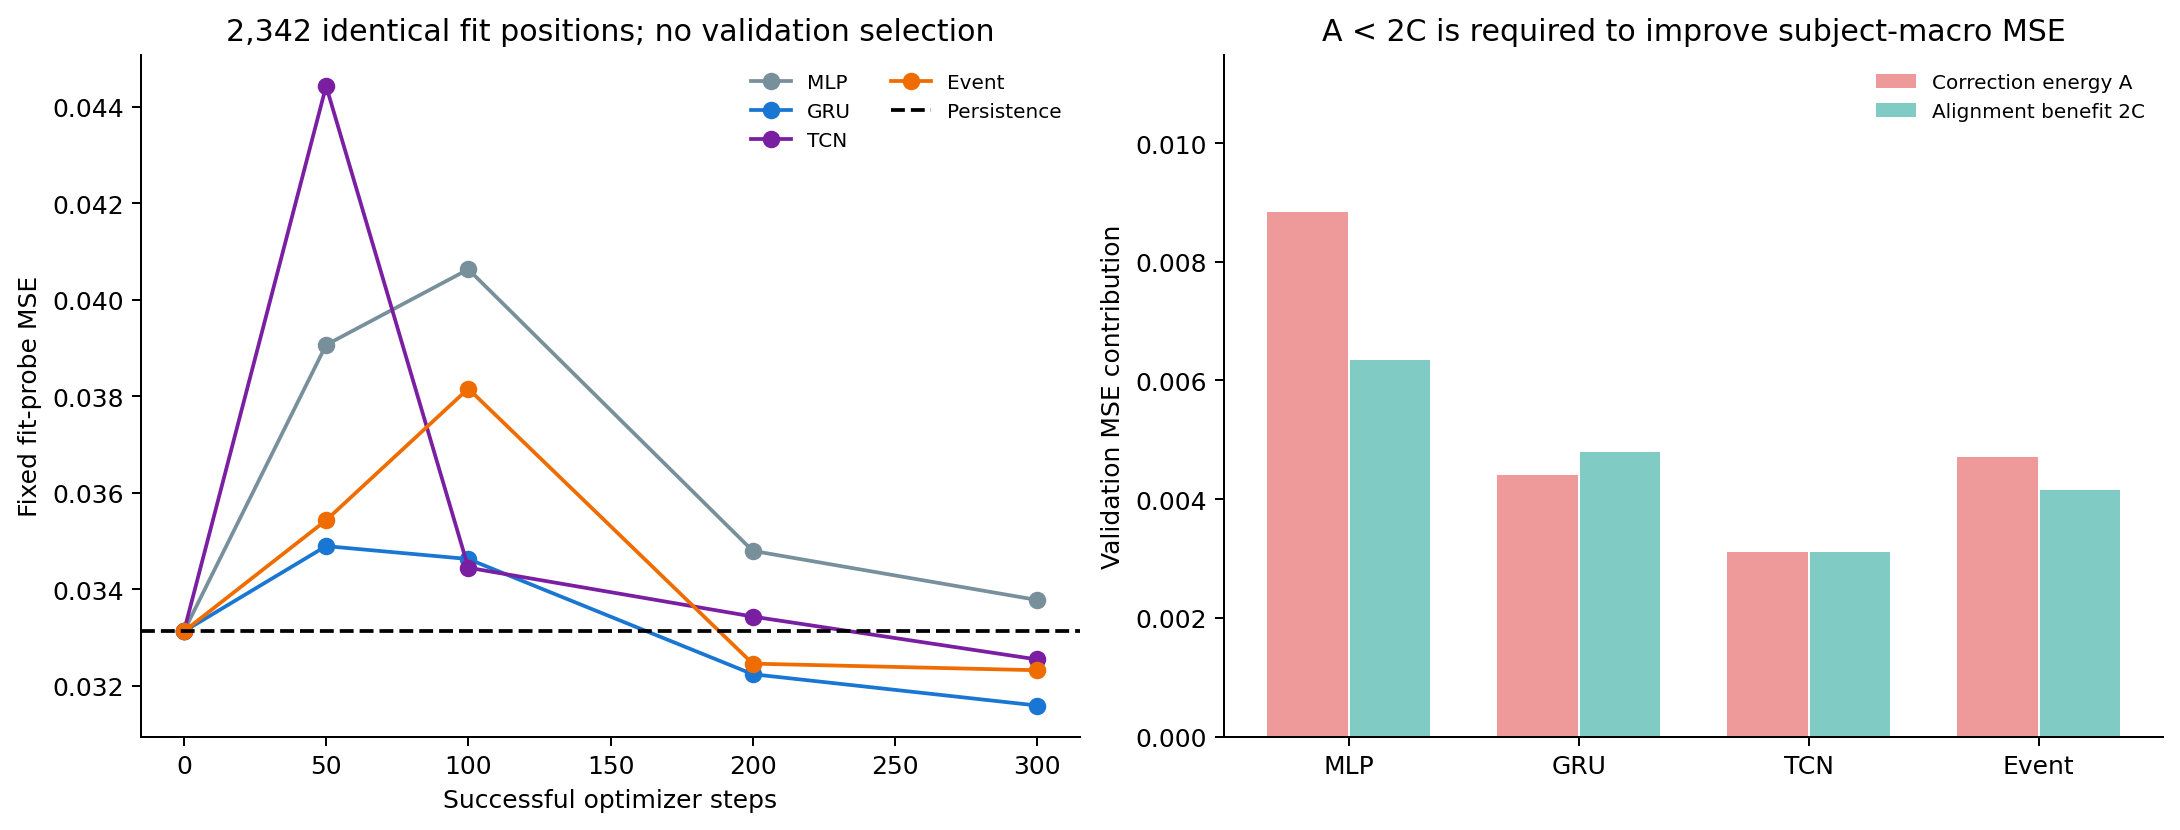 2,342 identical fit positions; no validation selection
MLP
GRU
TCN
Event
Persistence
0.044
0.042
0.040
0.038
0.036
0.034
0.032
Fixed fit-probe MSE
0 50 100 150 200 250 300
Successful optimizer steps
A < 2C is required to improve subject-macro MSE
Correction energy A
Alignment benefit 2C
0.010
0.008
0.006
0.004
0.002
0.000
Validation MSE contribution
MLP GRU TCN Event